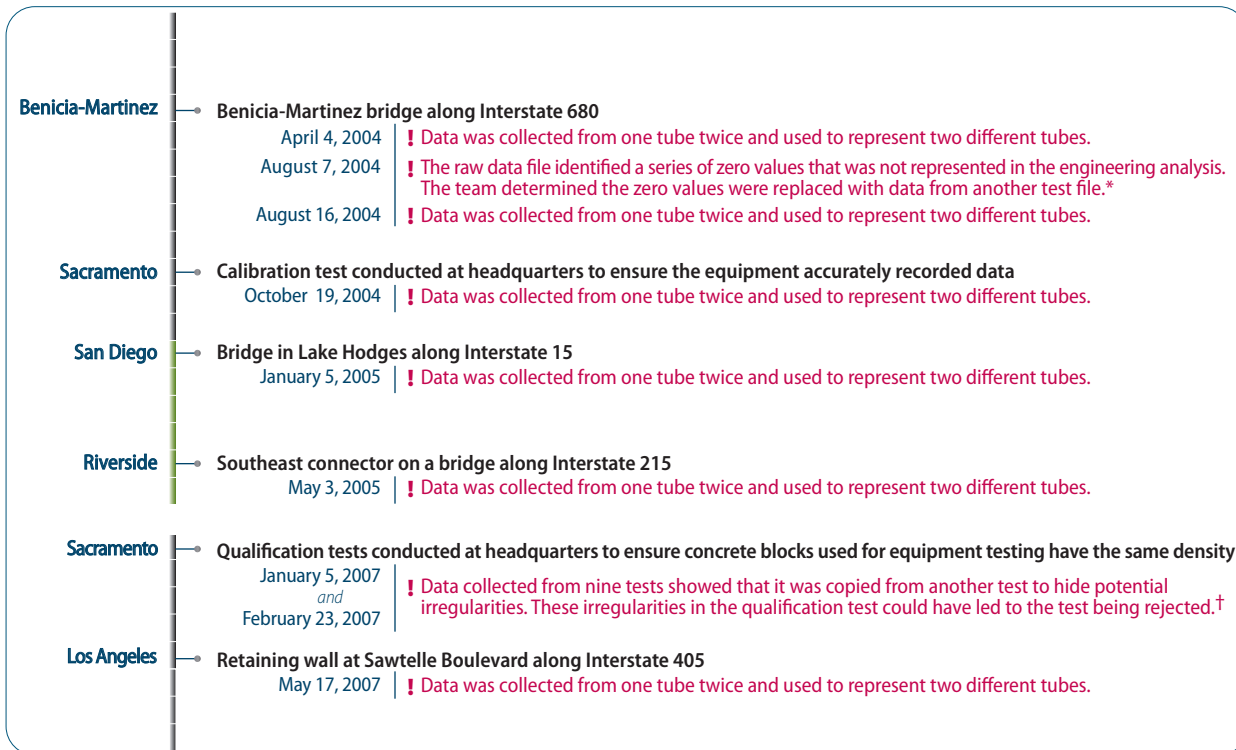 Benicia-Martinez
Benicia-Martinez bridge along Interstate 680
April 4, 2004
! Data was collected from one tube twice and used to represent two different tubes.
August 7, 2004
! The raw data file identified a series of zero values that was not represented in the engineering analysis.
The team determined the zero values were replaced with data from another test file.*
August 16, 2004
! Data was collected from one tube twice and used to represent two different tubes.
Sacramento
Calibration test conducted at headquarters to ensure the equipment accurately recorded data
October 19, 2004
! Data was collected from one tube twice and used to represent two different tubes.
San Diego
Bridge in Lake Hodges along Interstate 15
January 5, 2005
! Data was collected from one tube twice and used to represent two different tubes.
Riverside
Southeast connector on a bridge along Interstate 215
May 3, 2005
! Data was collected from one tube twice and used to represent two different tubes.
Sacramento
Qualification tests conducted at headquarters to ensure concrete blocks used for equipment testing have the same density
January 5, 2007
and
February 23, 2007
! Data collected from nine tests showed that it was copied from another test to hide potential
irregularities. These irregularities in the qualification test could have led to the test being rejected.†
Los Angeles
Retaining wall at Sawtelle Boulevard along Interstate 405
May 17, 2007
! Data was collected from one tube twice and used to represent two different tubes.